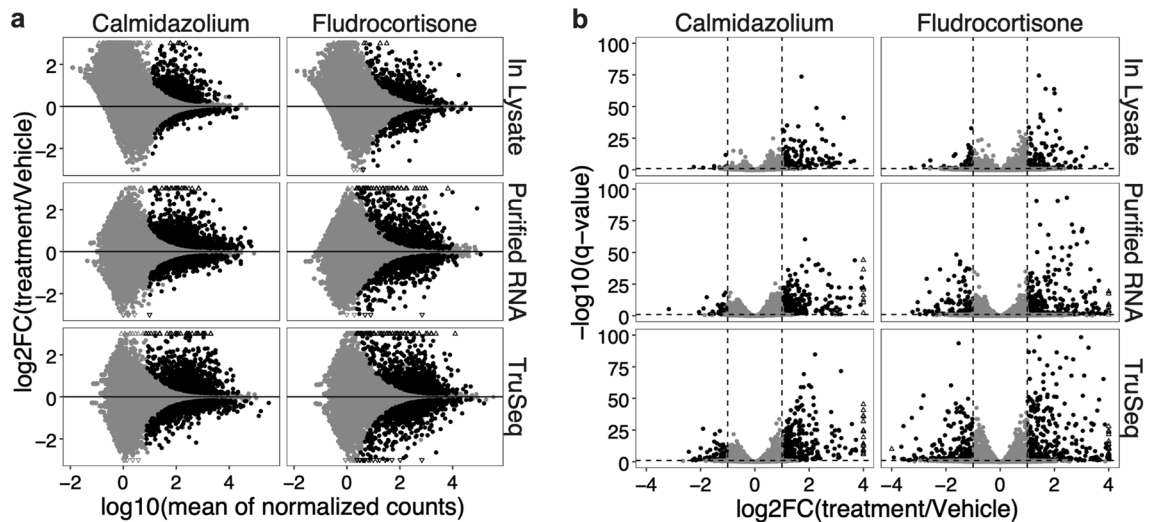 a
Calmidazolium Fludrocortisone
log2FC(treatment/Vehicle)
2
0
−2
In Lysate
2
0
−2
Purified RNA
2
0
−2
TruSeq
−2 0 2 4 −2 0 2 4
log10(mean of normalized counts)
b
Calmidazolium Fludrocortisone
−log10(q−value)
100
75
50
25
0
In Lysate
100
75
50
25
0
Purified RNA
100
75
50
25
0
TruSeq
−4 −2 0 2 4 −4 −2 0 2 4
log2FC(treatment/Vehicle)